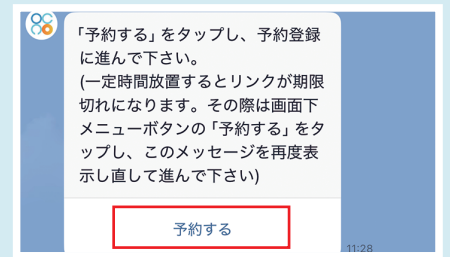 「予約する」をタップし、予約登録
に進んで下さい。
(一定時間放置するとリンクが期限
切れになります。その際は画面下
メニューボタンの「予約する」をタ
ップし、このメッセージを再度表
示し直して進んで下さい)
予約する
11:28